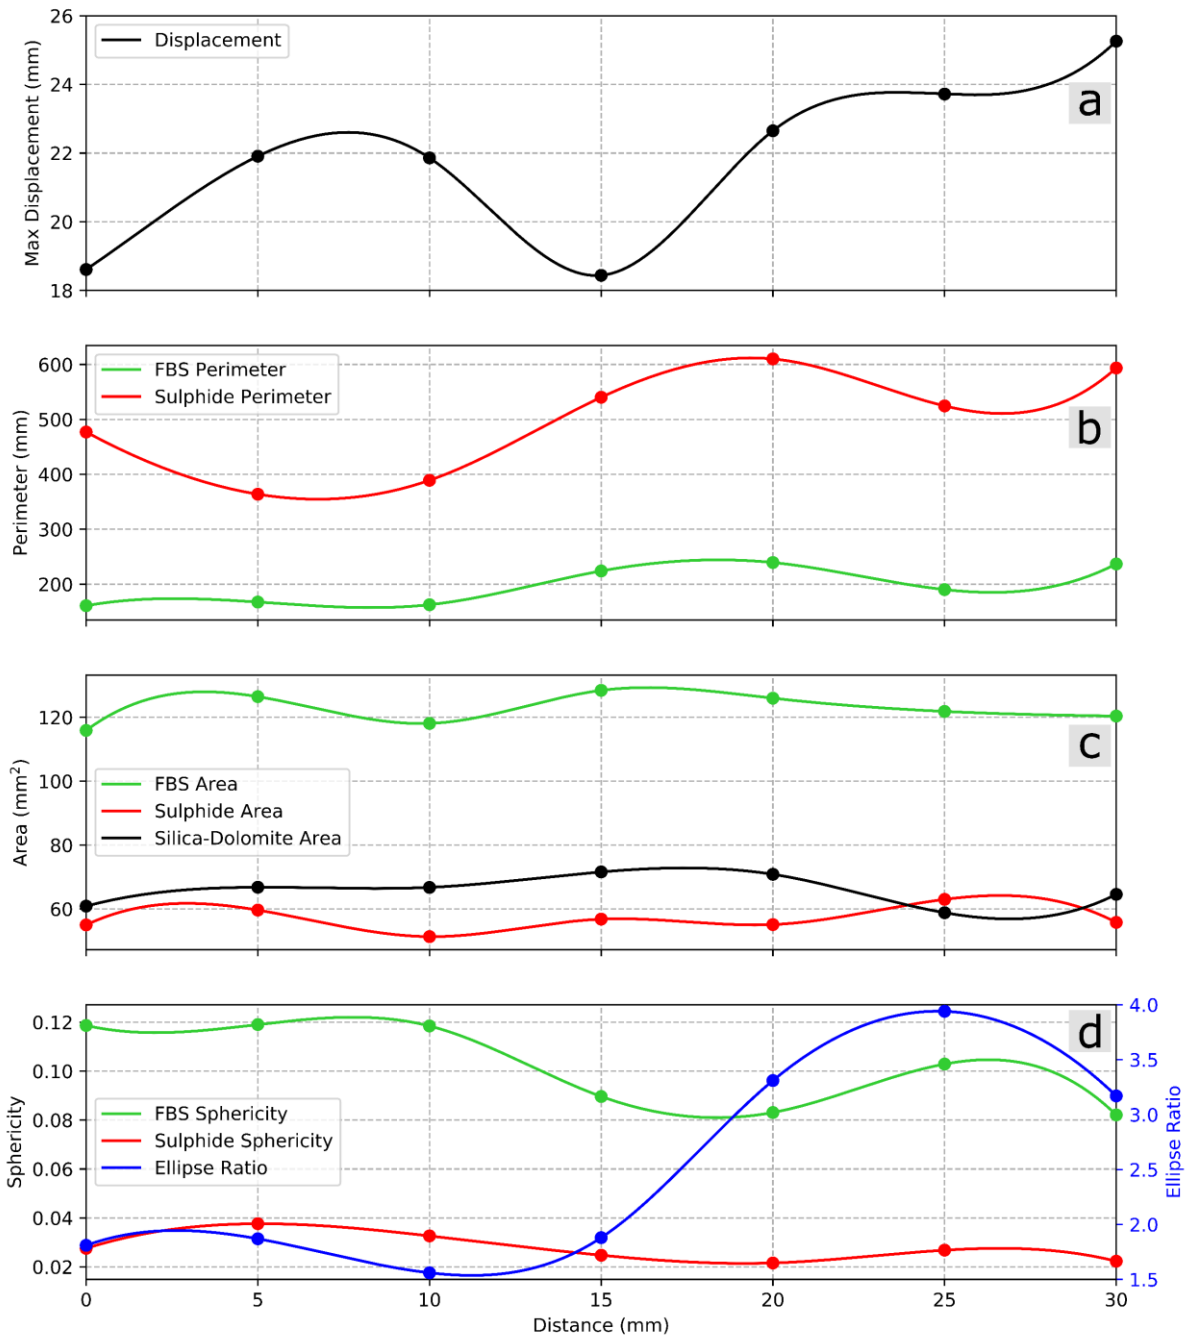 26
24
22
20
18
Max Displacement (mm)
Displacement
a
600
500
400
300
200
Perimeter (mm)
FBS Perimeter
Sulphide Perimeter
b
120
100
80
60
Area (mm²)
FBS Area
Sulphide Area
Silica-Dolomite Area
c
0.12
0.10
0.08
0.06
0.04
0.02
Sphericity
FBS Sphericity
Sulphide Sphericity
Ellipse Ratio
d
4.0
3.5
3.0
2.5
2.0
1.5
Ellipse Ratio
0 5 10 15 20 25 30
Distance (mm)